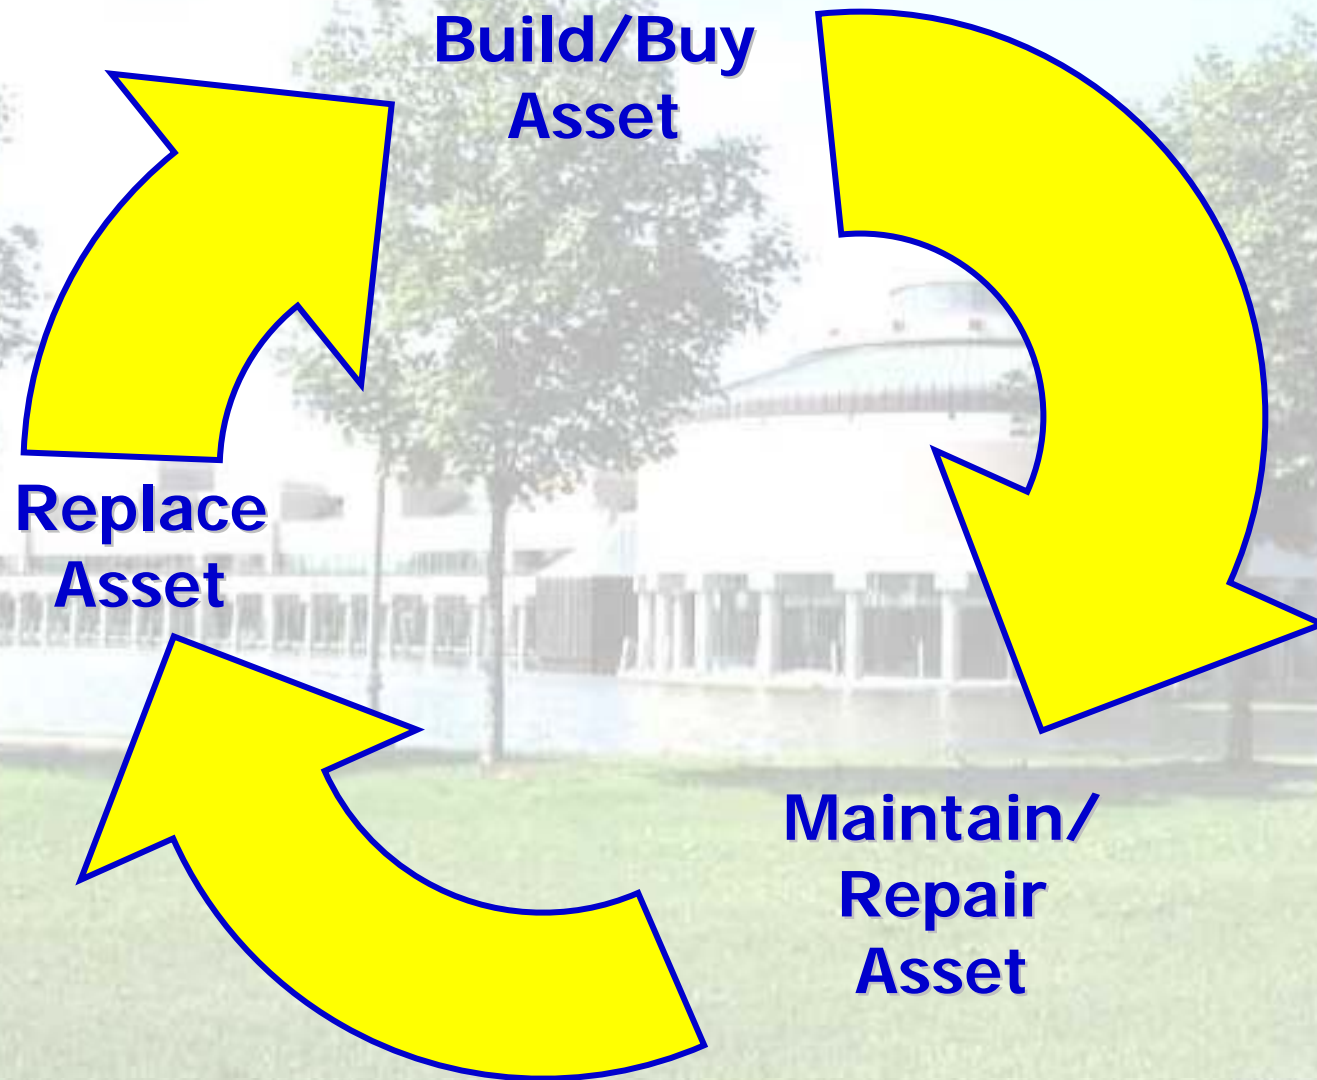 Build/Buy
Asset
Replace
Asset
Maintain/
Repair
Asset